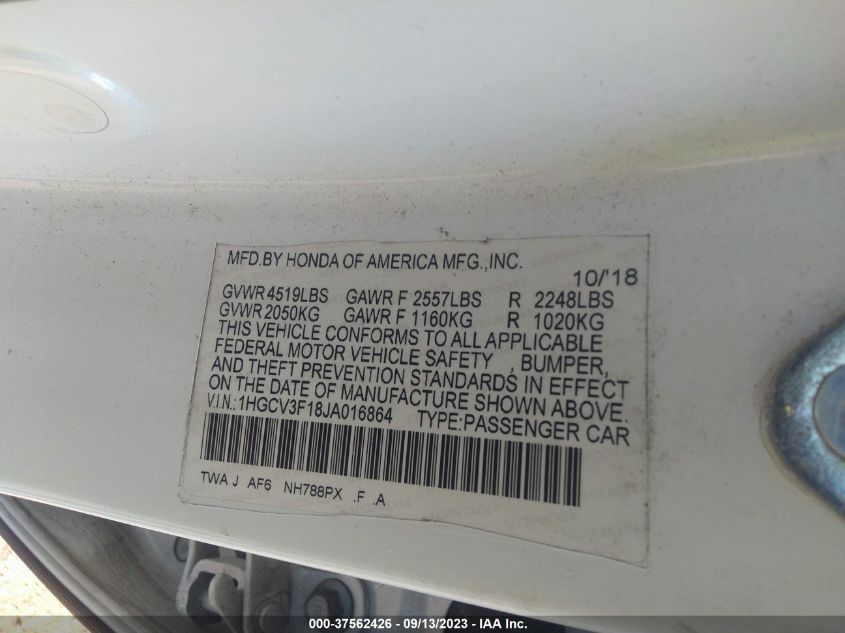 MFD.BY HONDA OF AMERICA MFG.,INC.
10/'18
GVWR 4519LBS GAWR F 2557LBS R 2248LBS
GVWR 2050KG GAWR F 1160KG R 1020KG
THIS VEHICLE CONFORMS TO ALL APPLICABLE
FEDERAL MOTOR VEHICLE SAFETY , BUMPER,
AND THEFT PREVENTION STANDARDS IN EFFECT
ON THE DATE OF MANUFACTURE SHOWN ABOVE.
V.I.N.:1HGCV3F18JA016864 TYPE:PASSENGER CAR
TWA J AF6 NH788PX .F .A
000-37562426 - 09/13/2023 - IAA Inc.